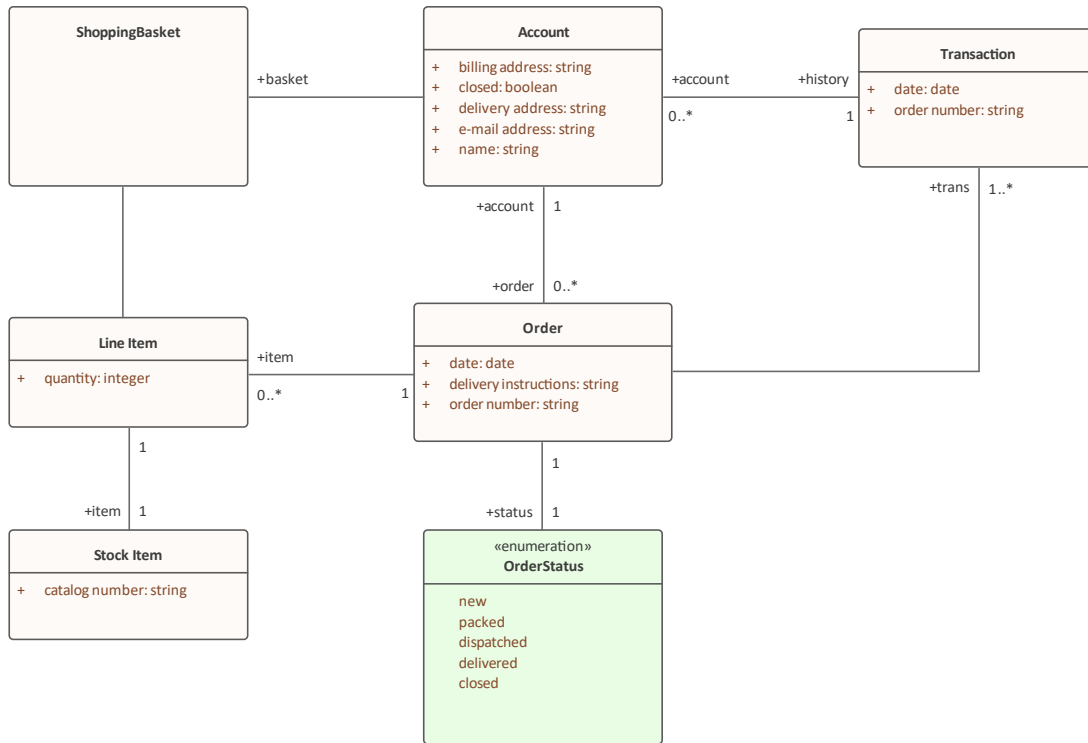 ShoppingBasket
+basket
Account
+ billing address: string
+ closed: boolean
+ delivery address: string
+ e-mail address: string
+ name: string
+account
0..*
+history
1
Transaction
+ date: date
+ order number: string
+trans
1..*
+account
1
+order
0..*
Line Item
+ quantity: integer
+item
0..*
1
Order
+ date: date
+ delivery instructions: string
+ order number: string
1
+item
1
1
+status
1
Stock Item
+ catalog number: string
«enumeration»
OrderStatus
new
packed
dispatched
delivered
closed